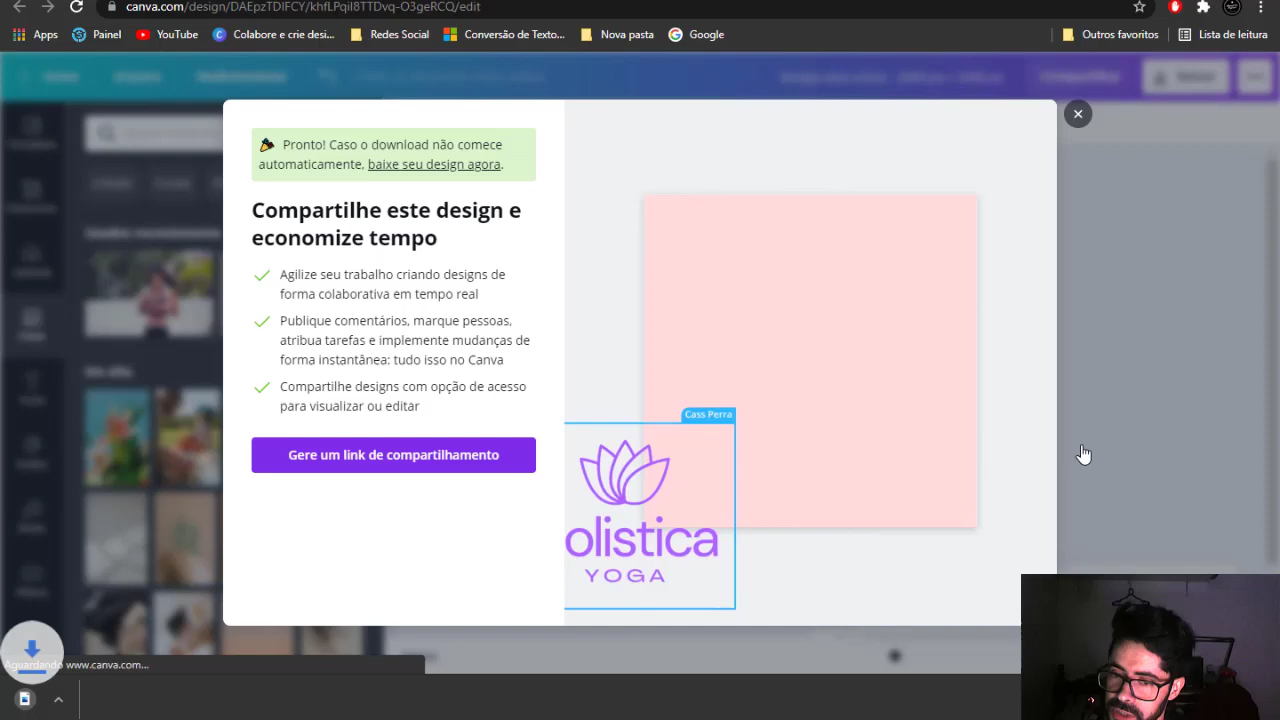 canva.com/design/DAEpzTDIFCY/khfLPqiI8TTDvq-O3geRCQ/edit
Apps Painel YouTube Colabore e crie desi... Redes Social Conversão de Texto... Nova pasta Google Outros favoritos Lista de leitura
Pronto! Caso o download não comece
automaticamente, baixe seu design agora.
Compartilhe este design e
economize tempo
Agilize seu trabalho criando designs de
forma colaborativa em tempo real
Publique comentários, marque pessoas,
atribua tarefas e implemente mudanças de
forma instantânea: tudo isso no Canva
Compartilhe designs com opção de acesso
para visualizar ou editar
Gere um link de compartilhamento
Cass Perra
olistica
YOGA
Aguardando www.canva.com...